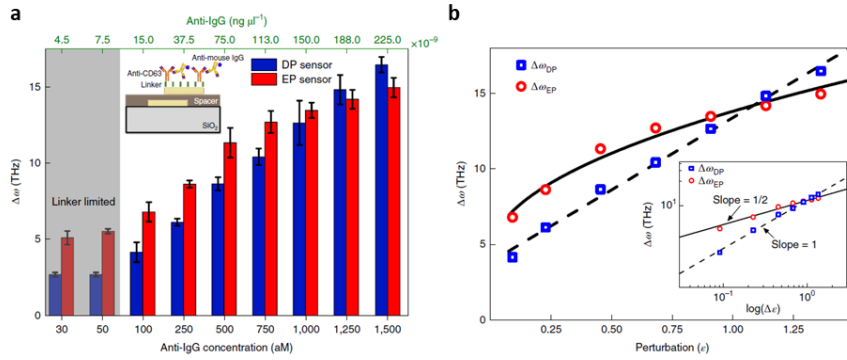 a
Anti-IgG (ng μl⁻¹)
4.5 7.5 15.0 37.5 75.0 113.0 150.0 188.0 225.0 ×10⁻⁹
Anti-mouse IgG
Anti-CD63
Linker
Spacer
SiO₂
DP sensor
EP sensor
Linker limited
Δω (THz)
15
10
5
0
30 50 100 250 500 750 1,000 1,250 1,500
Anti-IgG concentration (aM)
b
Δω_DP
Δω_EP
Δω (THz)
20
15
10
5
0
0.25 0.50 0.75 1.00 1.25
Perturbation (ε)
Δω_DP
Δω_EP
Slope = 1/2
Slope = 1
Δω (THz)
10¹
10⁻¹ 10⁰
log(Δε)